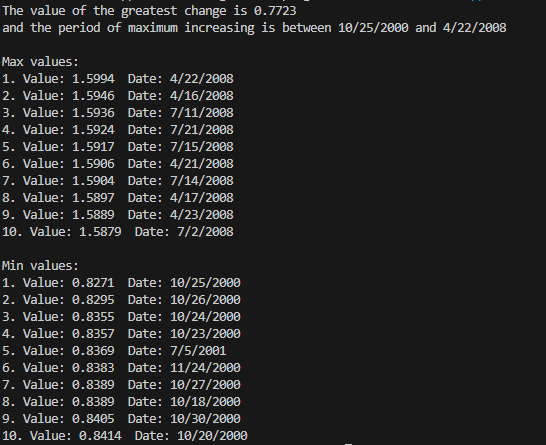 The value of the greatest change is 0.7723
and the period of maximum increasing is between 10/25/2000 and 4/22/2008
Max values:
1. Value: 1.5994  Date: 4/22/2008
2. Value: 1.5946  Date: 4/16/2008
3. Value: 1.5936  Date: 7/11/2008
4. Value: 1.5924  Date: 7/21/2008
5. Value: 1.5917  Date: 7/15/2008
6. Value: 1.5906  Date: 4/21/2008
7. Value: 1.5904  Date: 7/14/2008
8. Value: 1.5897  Date: 4/17/2008
9. Value: 1.5889  Date: 4/23/2008
10. Value: 1.5879  Date: 7/2/2008
Min values:
1. Value: 0.8271  Date: 10/25/2000
2. Value: 0.8295  Date: 10/26/2000
3. Value: 0.8355  Date: 10/24/2000
4. Value: 0.8357  Date: 10/23/2000
5. Value: 0.8369  Date: 7/5/2001
6. Value: 0.8383  Date: 11/24/2000
7. Value: 0.8389  Date: 10/27/2000
8. Value: 0.8389  Date: 10/18/2000
9. Value: 0.8405  Date: 10/30/2000
10. Value: 0.8414  Date: 10/20/2000